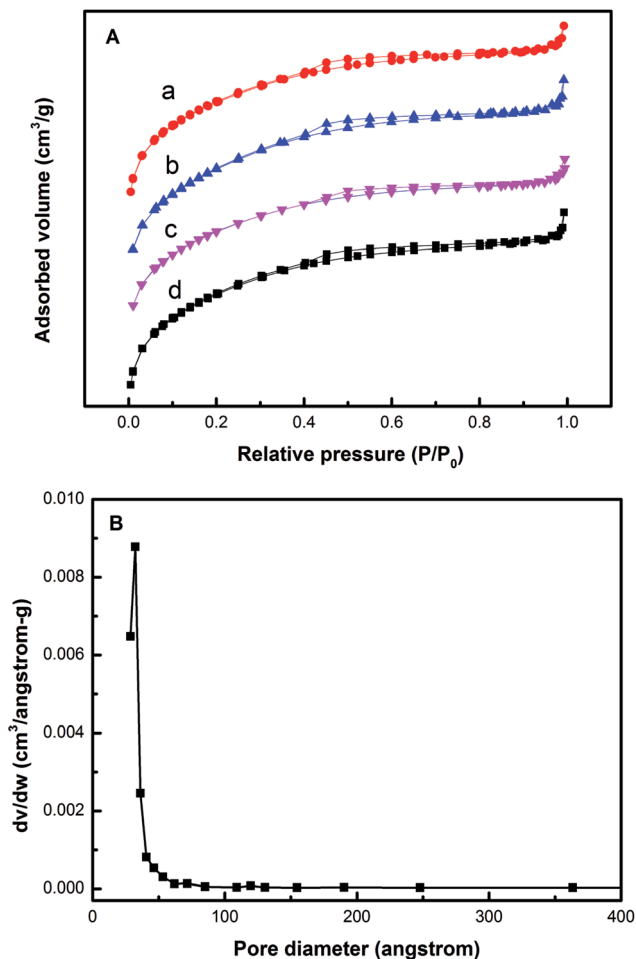 A
a
b
c
d
Adsorbed volume (cm³/g)
0.0 0.2 0.4 0.6 0.8 1.0
Relative pressure (P/P₀)
B
0.010
0.008
0.006
0.004
0.002
0.000
dv/dw (cm³/angstrom-g)
0 100 200 300 400
Pore diameter (angstrom)